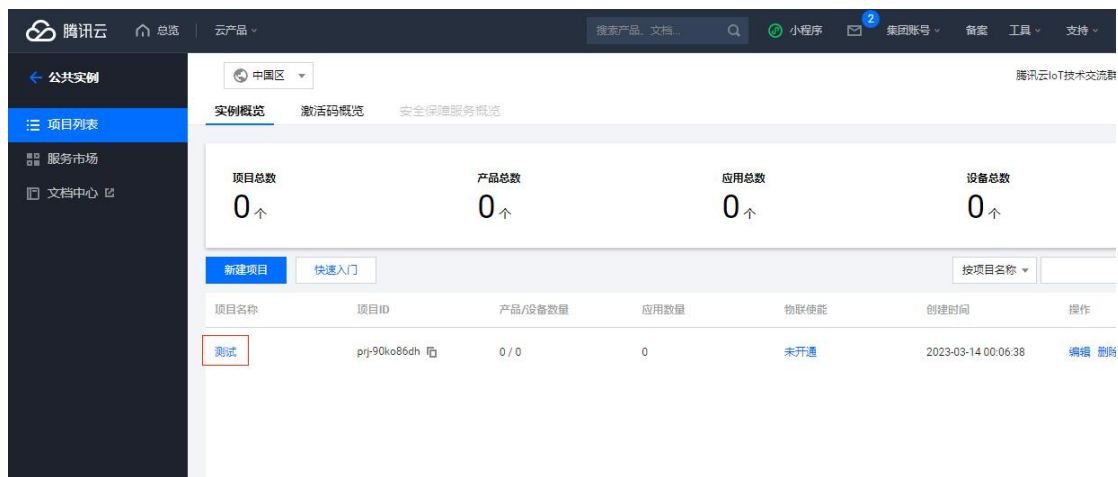 腾讯云 总览 云产品 搜索产品、文档... 小程序 2 集团账号 备案 工具 支持
公共实例 中国区 腾讯云IoT技术交流群
实例概览 激活码概览 安全保障服务概览
项目列表
服务市场
文档中心
项目总数 产品总数 应用总数 设备总数
0个 0个 0个 0个
新建项目 快速入门 按项目名称
项目名称 项目ID 产品/设备数量 应用数量 物联使能 创建时间 操作
测试 prj-90ko86dh 0 / 0 0 未开通 2023-03-14 00:06:38 编辑 删除